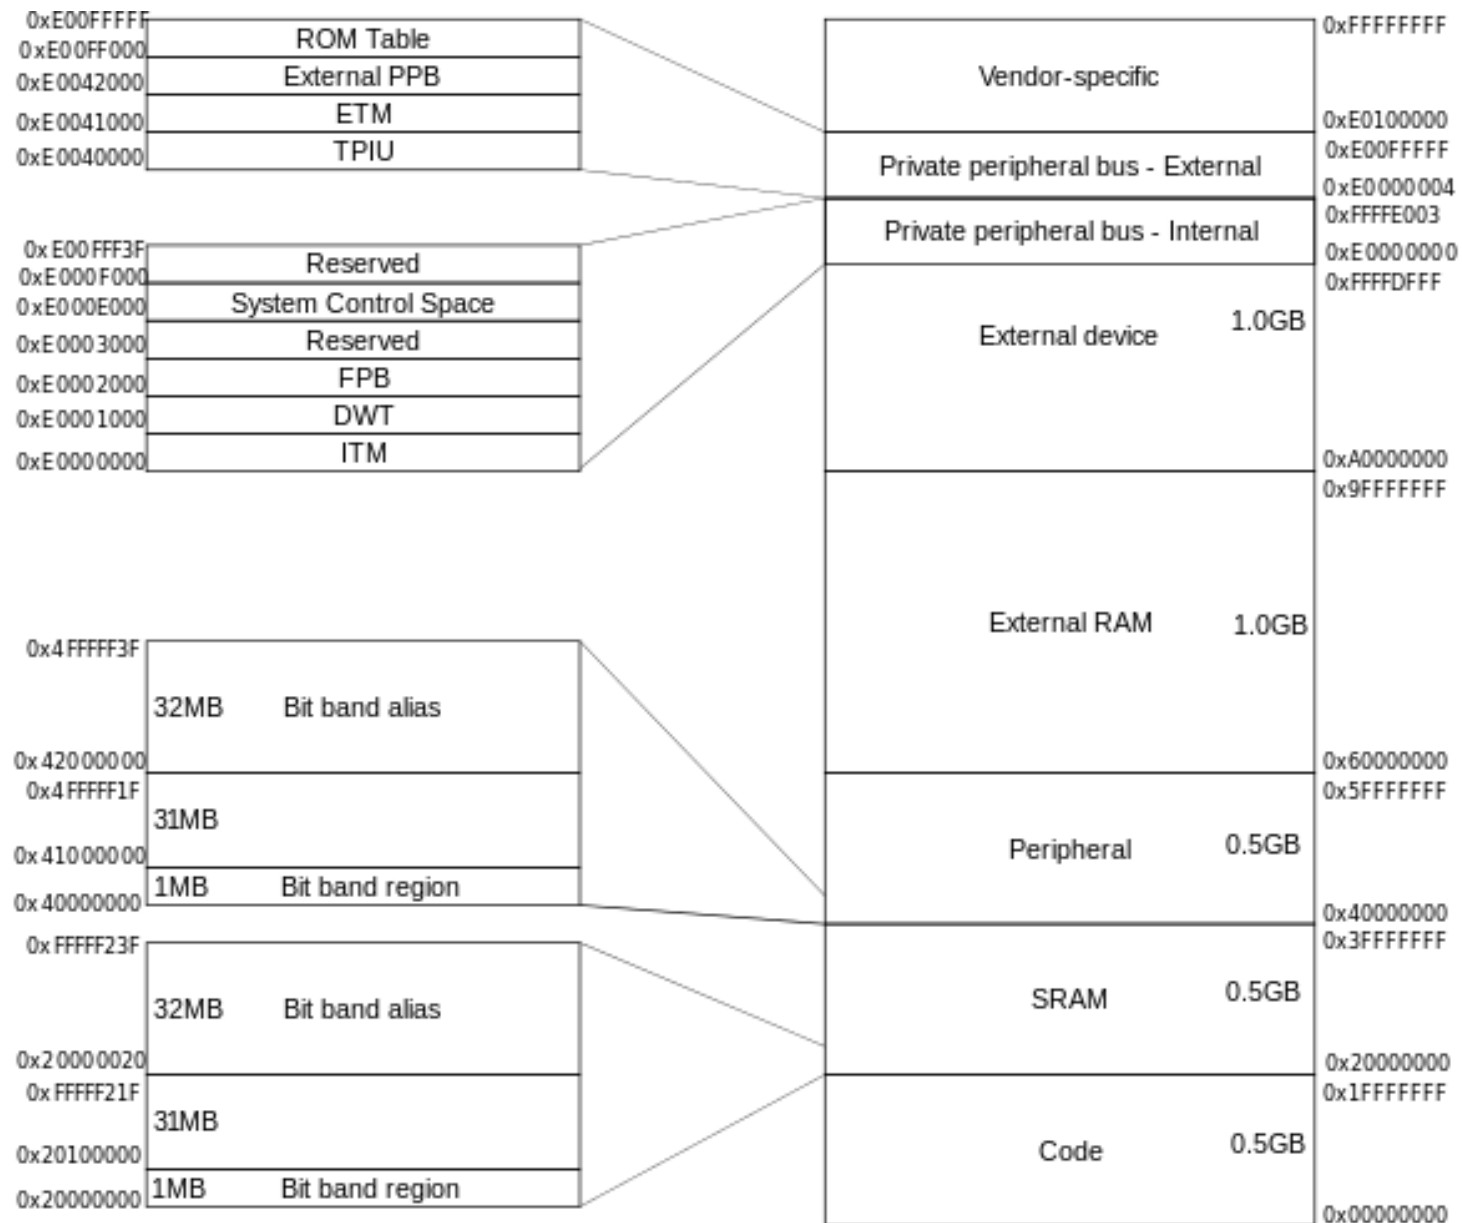 0xE00FFFFF
ROM Table
0xE00FF000
External PPB
0xE0042000
ETM
0xE0041000
TPIU
0xE0040000
0xE00FFF3F
Reserved
0xE000F000
System Control Space
0xE000E000
Reserved
0xE0003000
FPB
0xE0002000
DWT
0xE0001000
ITM
0xE0000000
0x4FFFFF3F
32MB Bit band alias
0x42000000
0x4FFFFF1F
31MB
0x41000000
1MB Bit band region
0x40000000
0xFFFFF23F
32MB Bit band alias
0x20000020
0xFFFFF21F
31MB
0x20100000
1MB Bit band region
0x20000000
0xFFFFFFFF
Vendor-specific
0xE0100000
0xE00FFFFF
Private peripheral bus - External
0xE0000004
0xFFFFE003
Private peripheral bus - Internal
0xE0000000
0xFFFFDFFF
External device 1.0GB
0xA0000000
0x9FFFFFFF
External RAM 1.0GB
0x60000000
0x5FFFFFFF
Peripheral 0.5GB
0x40000000
0x3FFFFFFF
SRAM 0.5GB
0x20000000
0x1FFFFFFF
Code 0.5GB
0x00000000